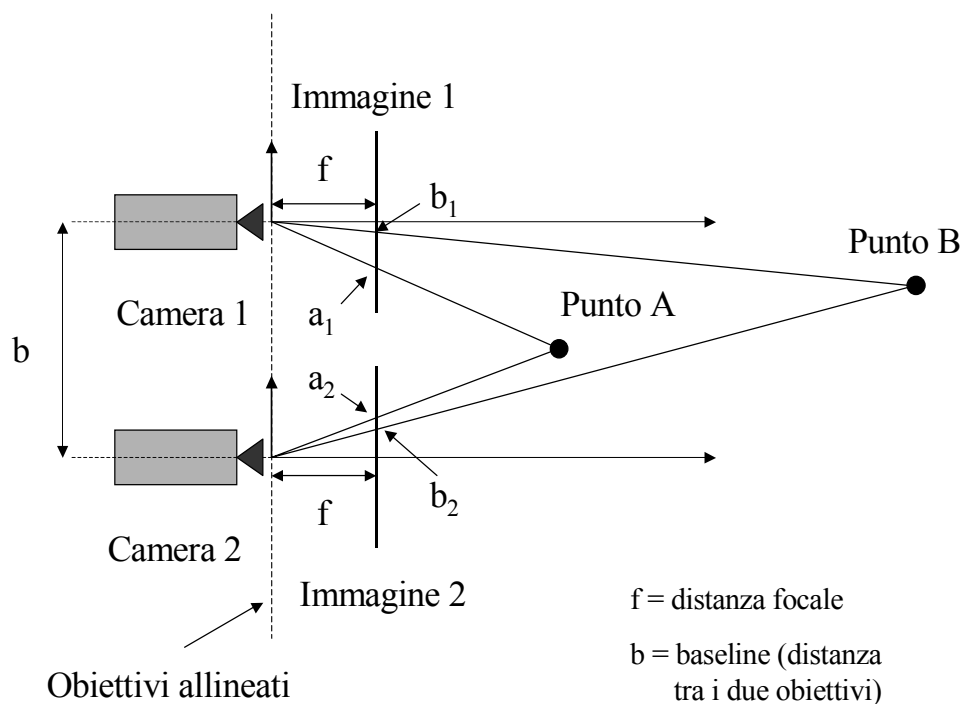 Immagine 1
f
b1
Punto B
Camera 1
a1
Punto A
b
a2
b2
f
Camera 2
Immagine 2
f = distanza focale
b = baseline (distanza
tra i due obiettivi)
Obiettivi allineati